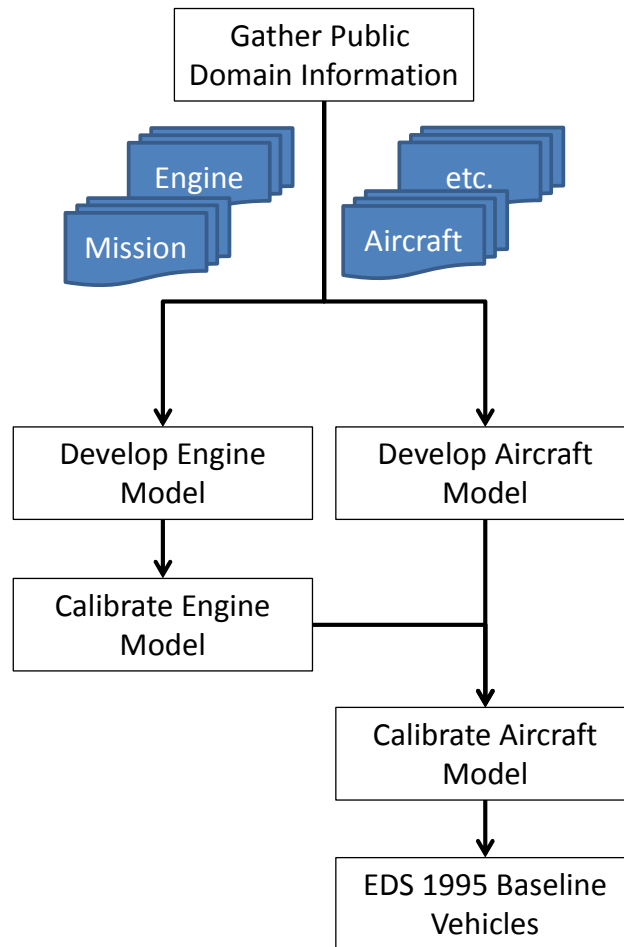 Gather Public
Domain Information
Engine
etc.
Mission
Aircraft
Develop Engine
Model
Develop Aircraft
Model
Calibrate Engine
Model
Calibrate Aircraft
Model
EDS 1995 Baseline
Vehicles